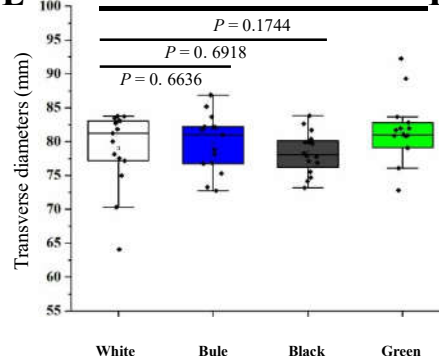 100
P = 0.1744
95
P = 0. 6918
90
P = 0. 6636
85
80
75
70
65
60
55
Transverse diameters (mm)
White Bule Black Green